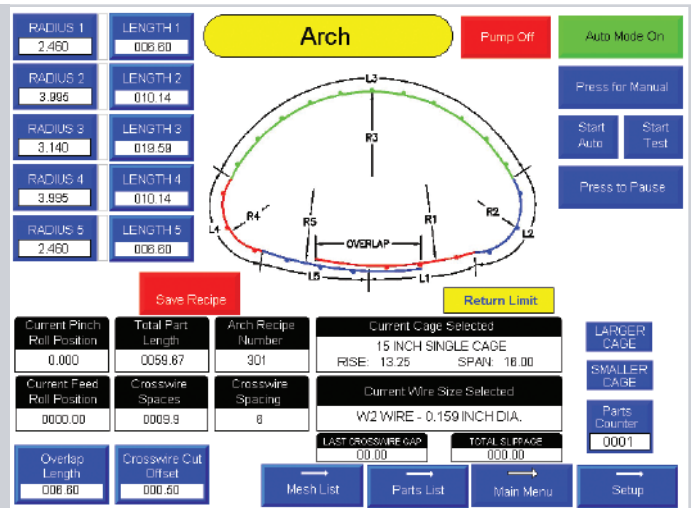 RADIUS 1
2.460
LENGTH 1
006.60
Arch
Pump Off
Auto Mode On
RADIUS 2
3.995
LENGTH 2
010.14
Press for Manual
RADIUS 3
3.140
LENGTH 3
019.59
Start
Auto
Start
Test
RADIUS 4
3.995
LENGTH 4
010.14
Press to Pause
RADIUS 5
2.460
LENGTH 5
006.60
L3
R3
R4
R5
R1
R2
L4
L2
OVERLAP
L5
L1
Save Recipe
Return Limit
Current Pinch
Roll Position
0.000
Total Part
Length
0059.67
Arch Recipe
Number
301
Current Cage Selected
15 INCH SINGLE CAGE
RISE: 13.25 SPAN: 16.00
LARGER
CAGE
SMALLER
CAGE
Current Feed
Roll Position
0000.00
Crosswire
Spaces
0009.9
Crosswire
Spacing
6
Current Wire Size Selected
W2 WIRE - 0.159 INCH DIA.
Parts
Counter
0001
LAST CROSSWIRE GAP
00.00
TOTAL SLIPPAGE
000.00
Overlap
Length
006.60
Crosswire Cut
Offset
000.50
Mesh List
Parts List
Main Menu
Setup